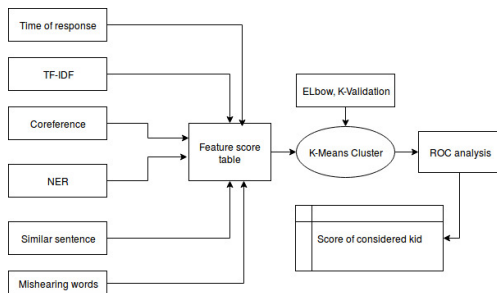 Time of response
TF-IDF
Coreference
NER
Similar sentence
Mishearing words
Feature score
table
ELbow, K-Validation
K-Means Cluster
ROC analysis
Score of considered kid